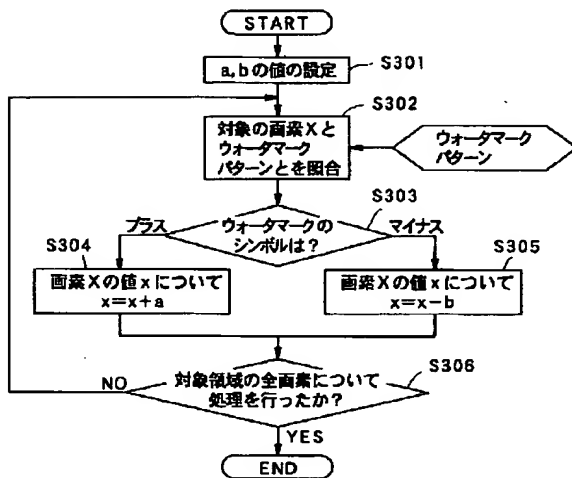 START
a,bの値の設定
S301
S302
対象の画素Xと
ウォータマーク
パターンとを照合
ウォータマーク
パターン
S303
ウォータマークの
シンボルは?
プラス
マイナス
S304
画素Xの値xについて
x=x+a
S305
画素Xの値xについて
x=x−b
S306
対象領域の全画素について
処理を行ったか?
NO
YES
END